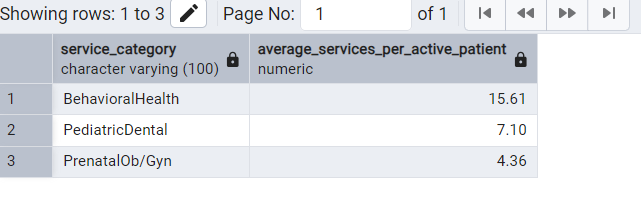 Showing rows: 1 to 3 Page No: 1 of 1
service_category average_services_per_active_patient
character varying (100) numeric
1 BehavioralHealth 15.61
2 PediatricDental 7.10
3 PrenatalOb/Gyn 4.36